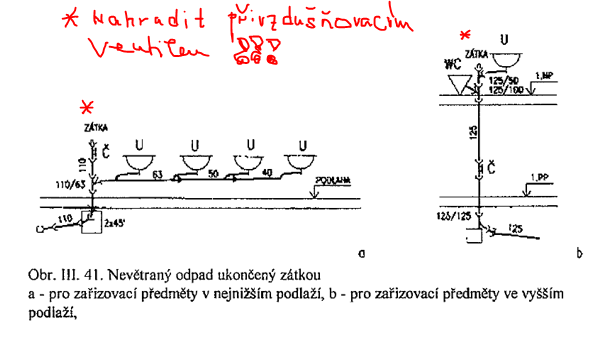 * Nahradit přivzdušňovacím
ventilem
*
ZÁTKA
Č
110
110/63
U
U
U
U
63
50
40
PODLAHA
110
2x45°
a
*
ZÁTKA
U
WC
125/50
125/100
1.NP
125
Č
1.PP
125/125
125
b
Obr. III. 41. Nevětraný odpad ukončený zátkou
a - pro zařizovací předměty v nejnižším podlaží, b - pro zařizovací předměty ve vyšším
podlaží,